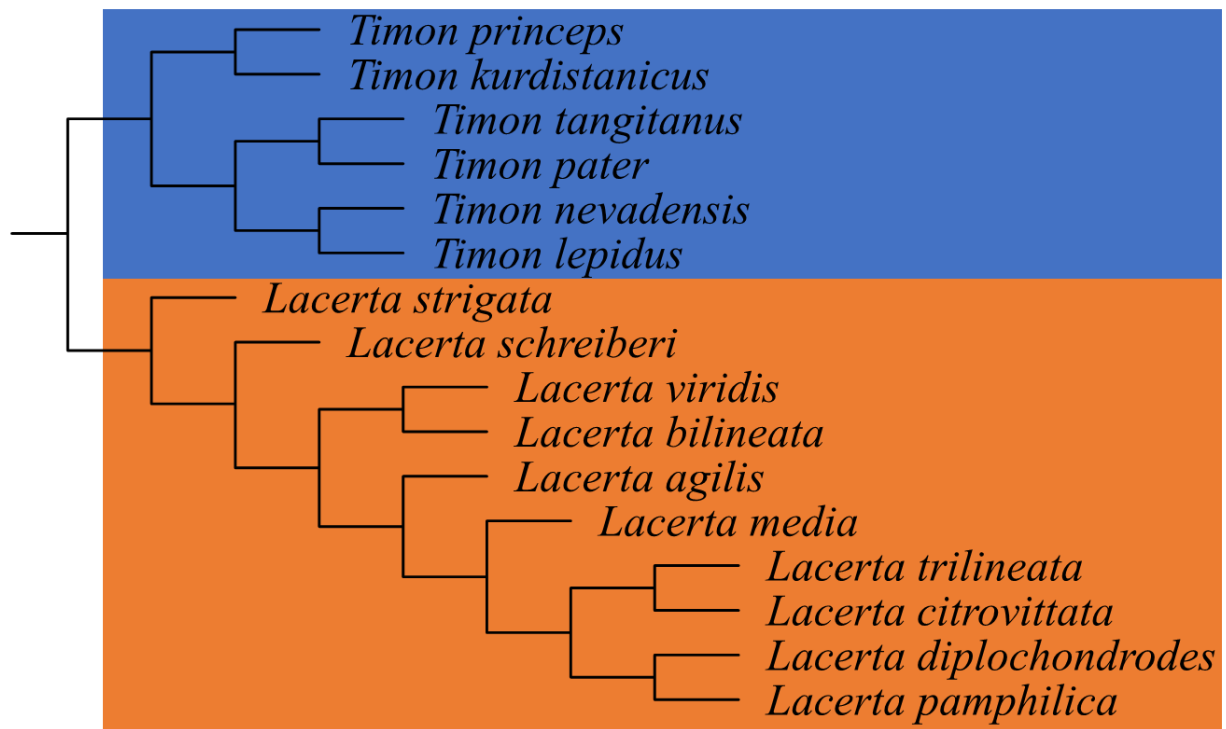 Timon princeps
Timon kurdistanicus
Timon tangitanus
Timon pater
Timon nevadensis
Timon lepidus
Lacerta strigata
Lacerta schreiberi
Lacerta viridis
Lacerta bilineata
Lacerta agilis
Lacerta media
Lacerta trilineata
Lacerta citrovittata
Lacerta diplochondrodes
Lacerta pamphilica